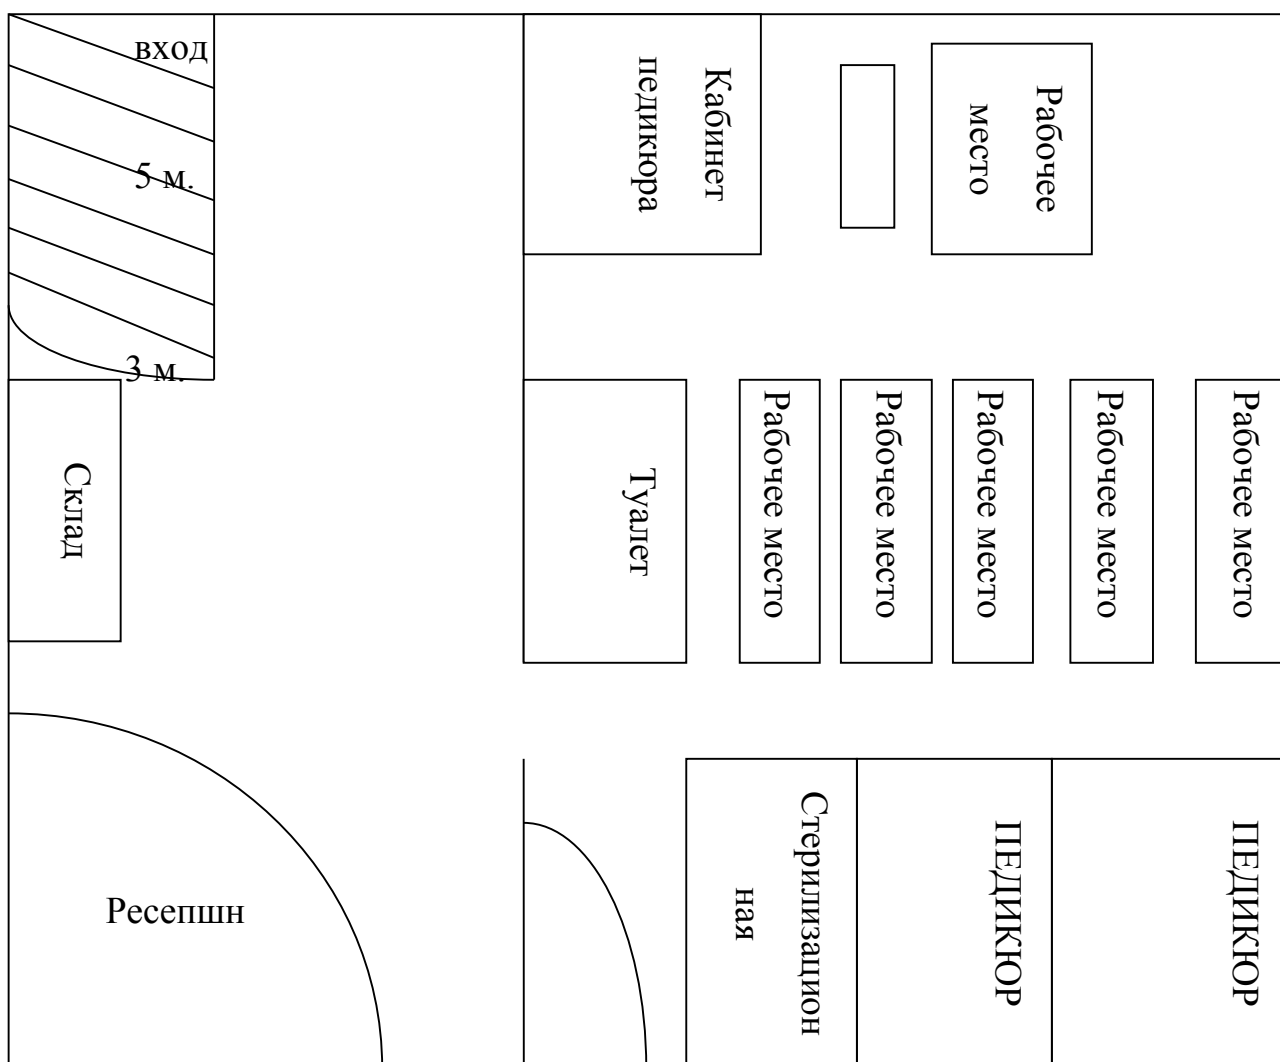 вход
5 м.
3 м.
Кабинет
педикюра
Рабочее
место
Склад
Туалет
Рабочее место
Рабочее место
Рабочее место
Рабочее место
Рабочее место
Ресепшн
Стерилизацион
ная
ПЕДИКЮР
ПЕДИКЮР